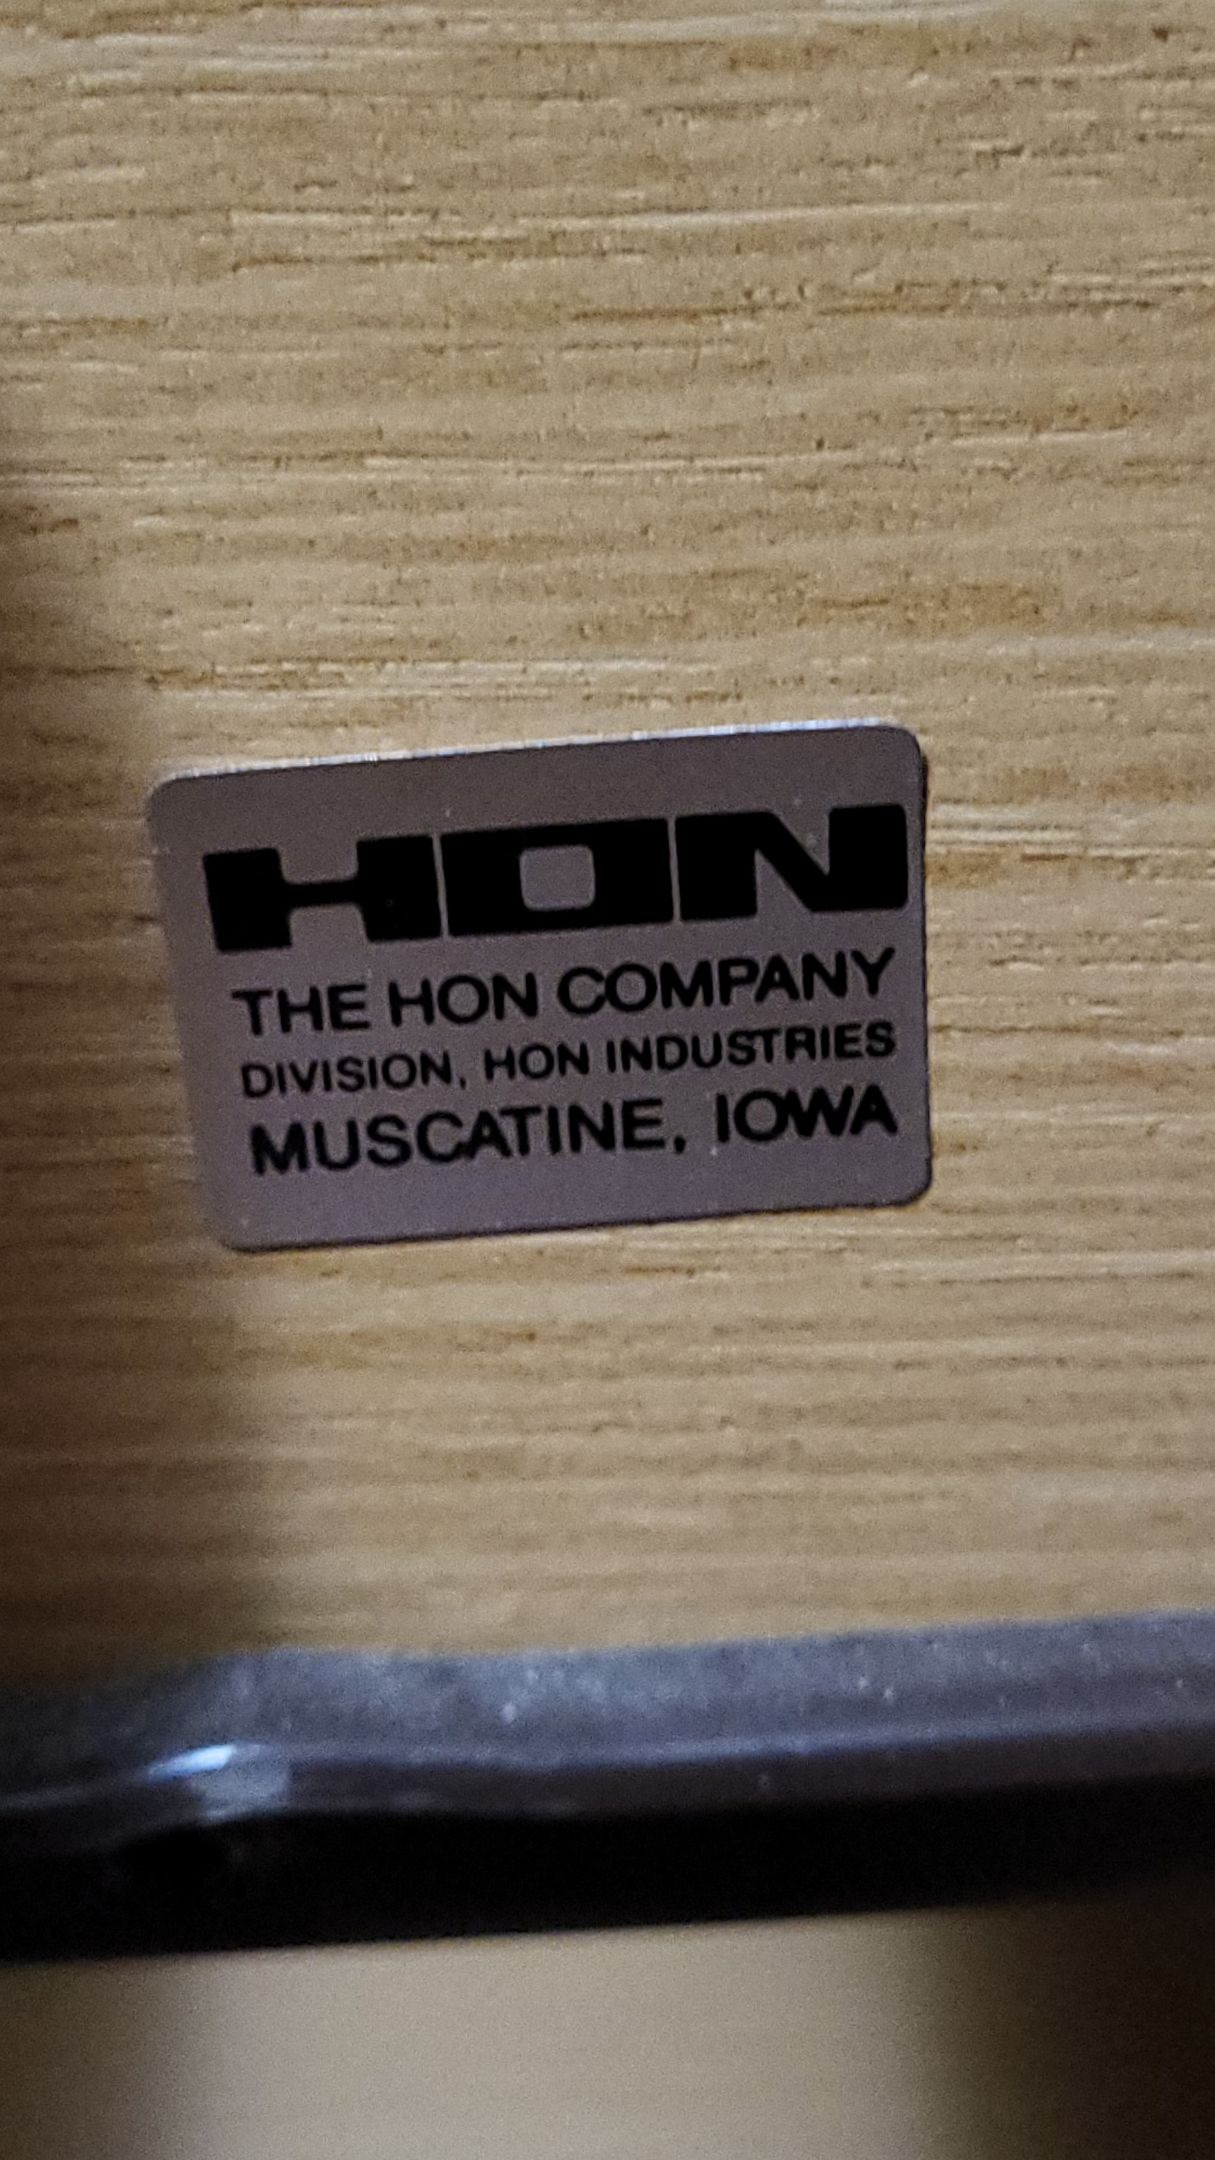 HON
THE HON COMPANY
DIVISION, HON INDUSTRIES
MUSCATINE, IOWA